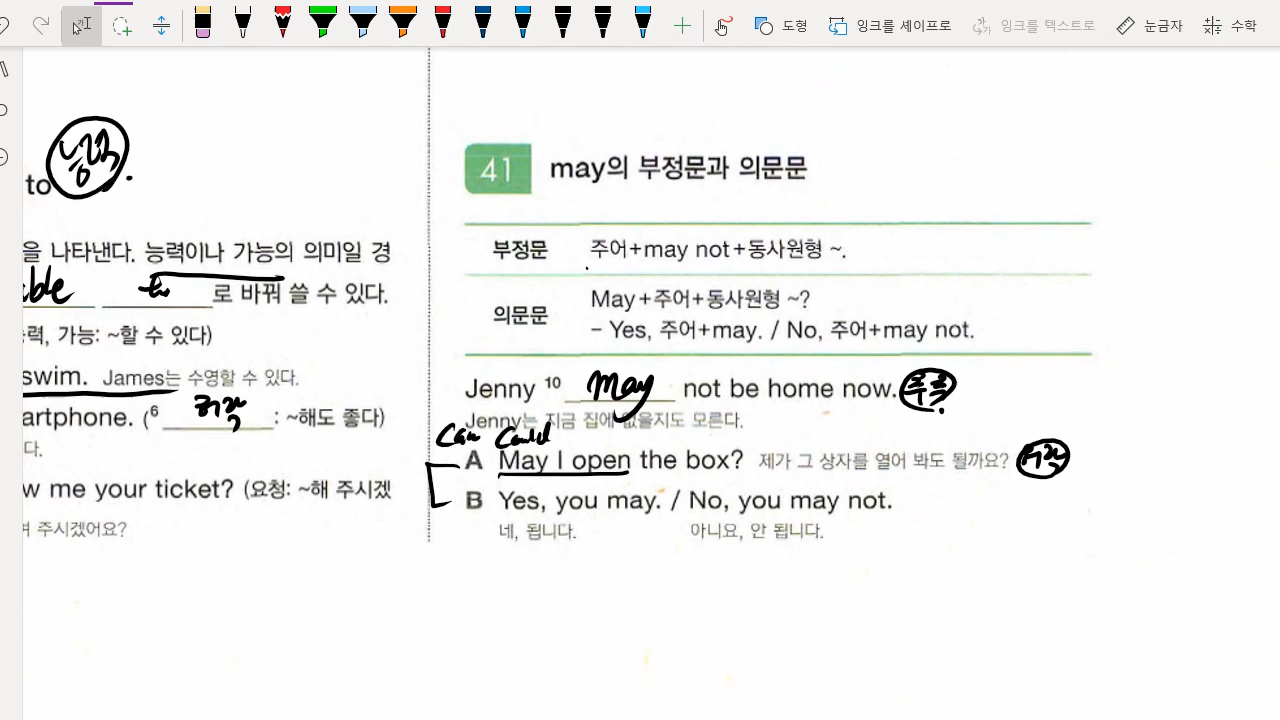 도형
잉크를 셰이프로
잉크를 텍스트로
눈금자
수학
to 능력
을 나타낸다. 능력이나 가능의 의미일 경
able to 로 바꿔 쓸 수 있다.
력, 가능: ~할 수 있다)
swim. James는 수영할 수 있다.
artphone. (6 허락 : ~해도 좋다)
다.
w me your ticket? (요청: ~해 주시겠
주시겠어요?
41 may의 부정문과 의문문
부정문 주어+may not+동사원형 ~.
의문문 May+주어+동사원형 ~?
– Yes, 주어+may. / No, 주어+may not.
Jenny 10 may not be home now. 추측
Jenny는 지금 집에 없을지도 모른다.
Can Could
A May I open the box? 제가 그 상자를 열어 봐도 될까요? 허락
B Yes, you may. / No, you may not.
네, 됩니다. 아니요, 안 됩니다.